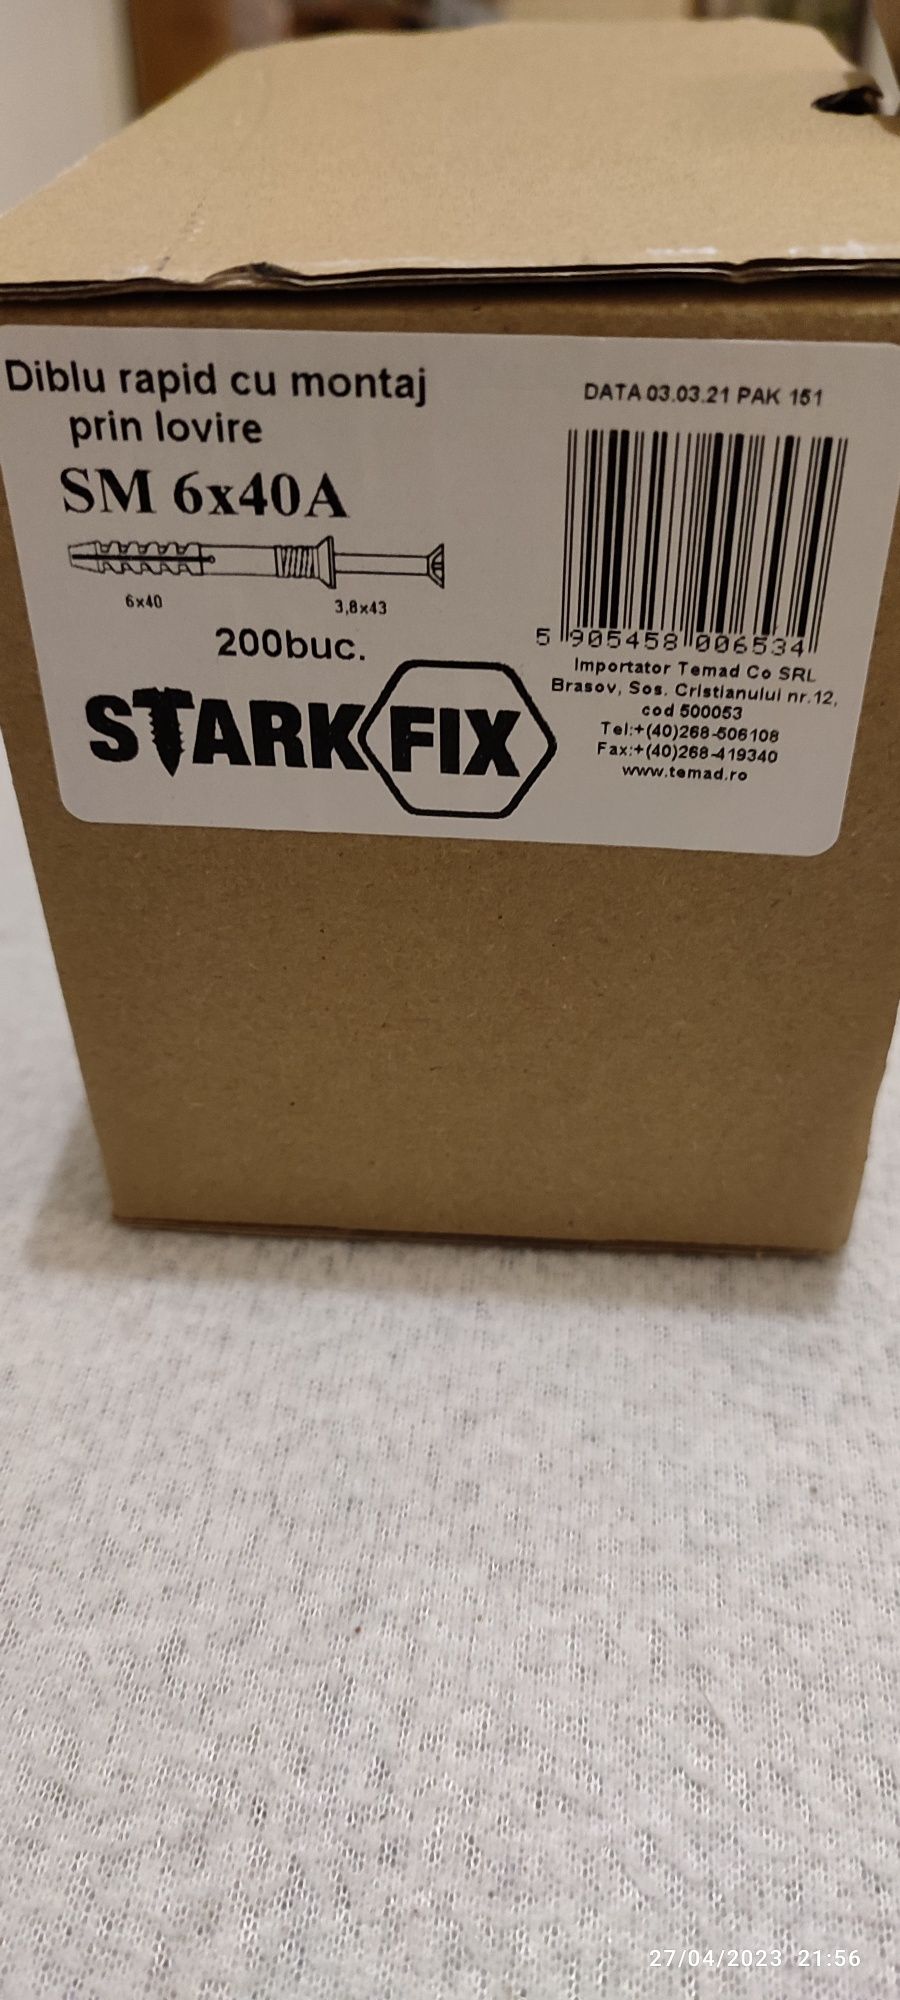 Diblu rapid cu montaj
prin lovire
SM 6x40A
6x40
3,8x43
200buc.
STARK FIX
DATA 03.03.21 PAK 151
5 905458 006534
Importator Temad Co SRL
Brasov, Sos. Cristianului nr.12,
cod 500053
Tel:+(40)268-506108
Fax:+(40)268-419340
www.temad.ro
27/04/2023 21:56